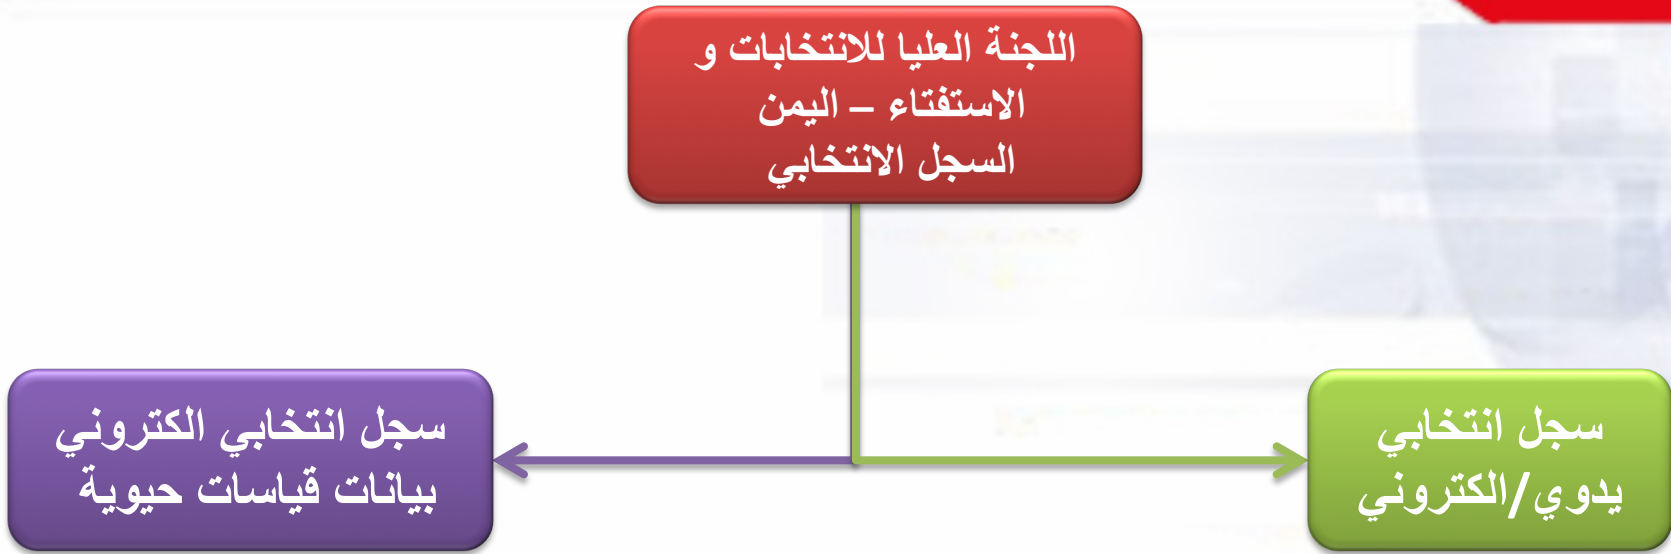 اللجنة العليا للانتخابات و
الاستفتاء – اليمن
السجل الانتخابي
سجل انتخابي
يدوي/الكتروني
سجل انتخابي الكتروني
بيانات قياسات حيوية